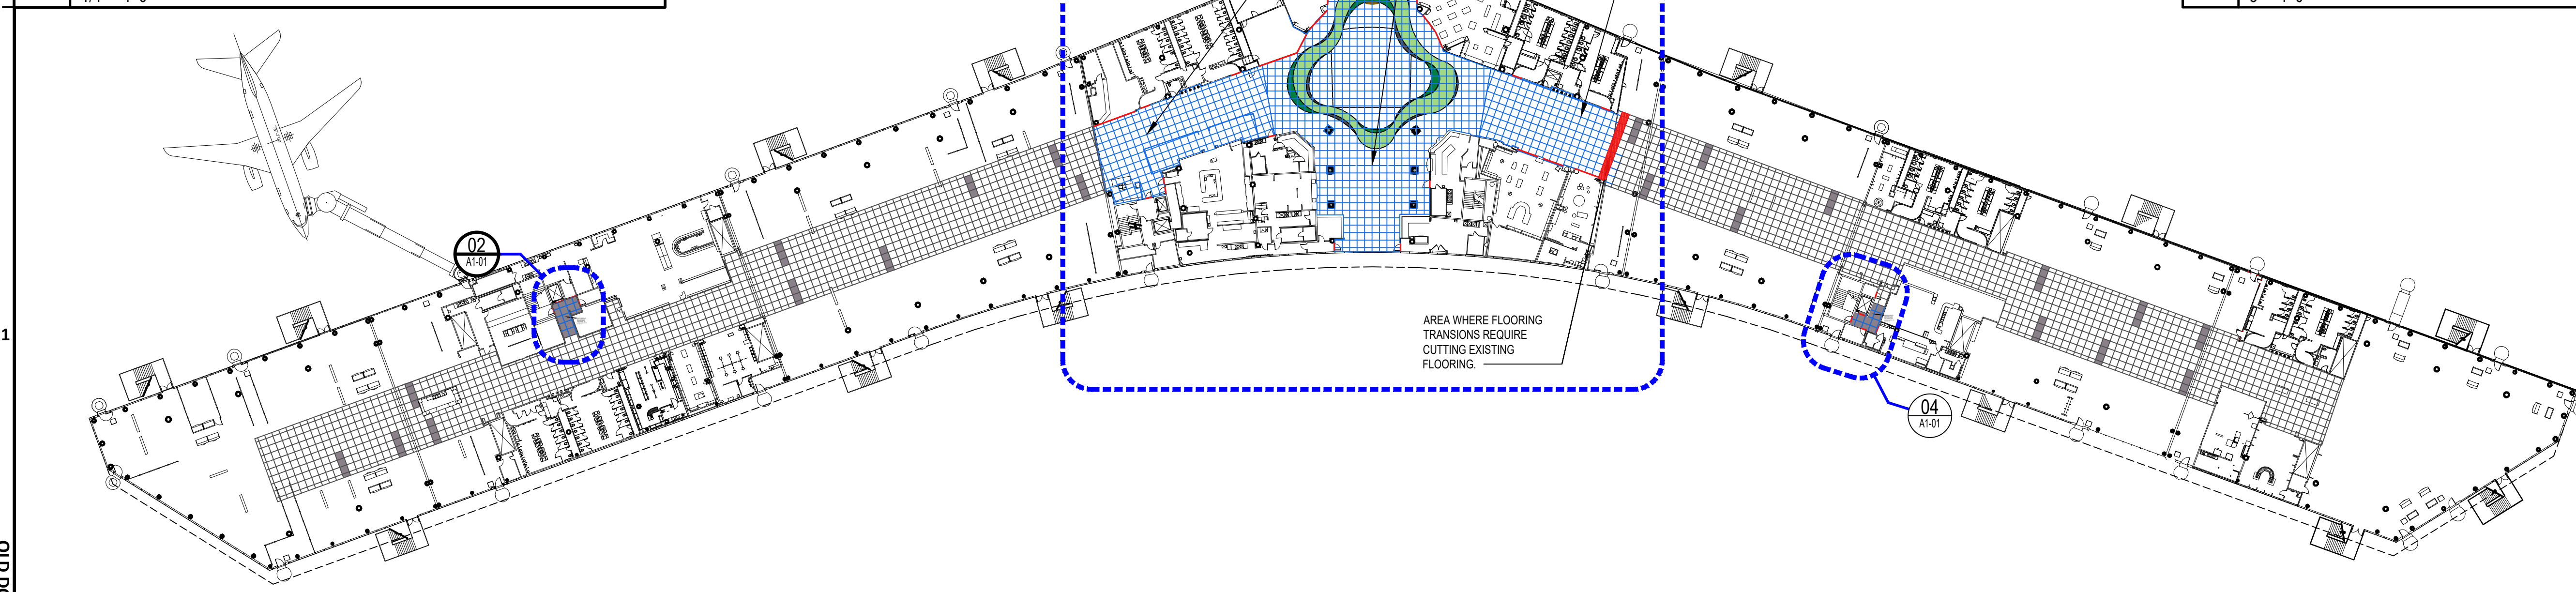 02
A1-01
AREA WHERE FLOORING
TRANSIONS REQUIRE
CUTTING EXISTING
FLOORING.
04
A1-01
1